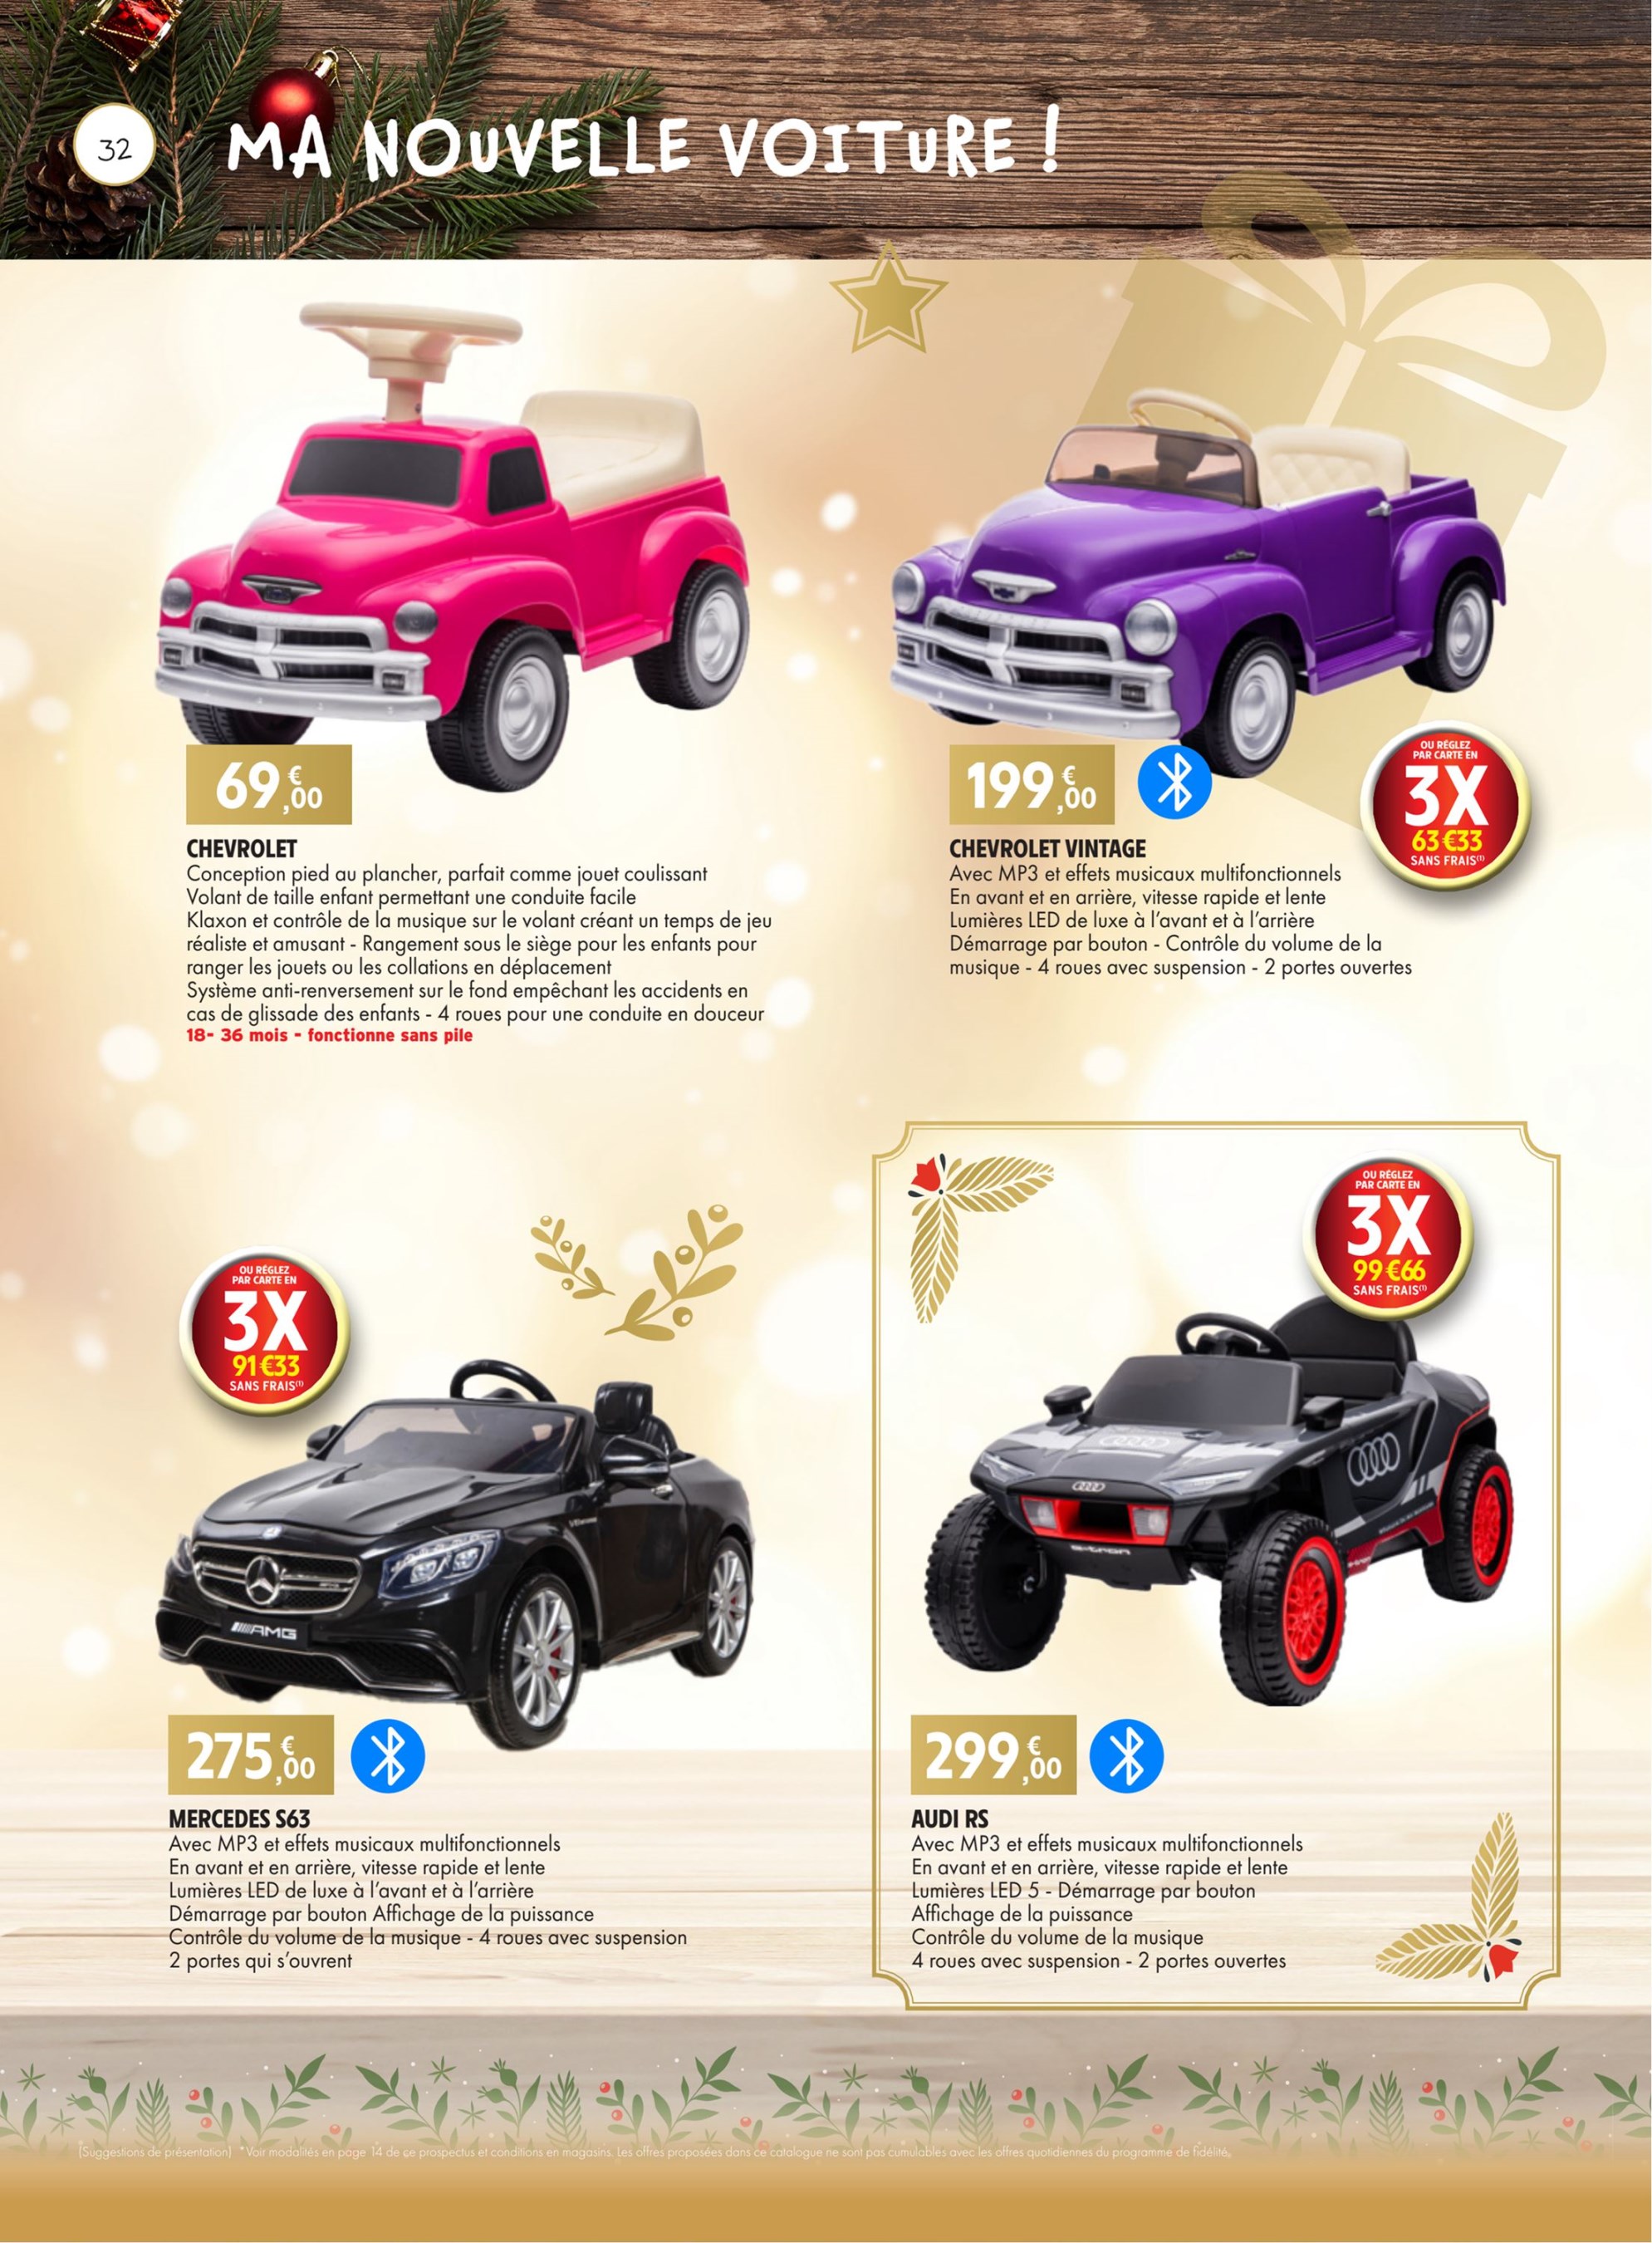 32
MA NOUVELLE VOITURE !
69€,00
CHEVROLET
Conception pied au plancher, parfait comme jouet coulissant
Volant de taille enfant permettant une conduite facile
Klaxon et contrôle de la musique sur le volant créant un temps de jeu
réaliste et amusant - Rangement sous le siège pour les enfants pour
ranger les jouets ou les collations en déplacement
Système anti-renversement sur le fond empêchant les accidents en
cas de glissade des enfants - 4 roues pour une conduite en douceur
18- 36 mois - fonctionne sans pile
199€,00
OU RÉGLEZ
PAR CARTE EN
3X
63€33
SANS FRAIS(1)
CHEVROLET VINTAGE
Avec MP3 et effets musicaux multifonctionnels
En avant et en arrière, vitesse rapide et lente
Lumières LED de luxe à l'avant et à l'arrière
Démarrage par bouton - Contrôle du volume de la
musique - 4 roues avec suspension - 2 portes ouvertes
OU RÉGLEZ
PAR CARTE EN
3X
91€33
SANS FRAIS(1)
AMG
275€,00
MERCEDES S63
Avec MP3 et effets musicaux multifonctionnels
En avant et en arrière, vitesse rapide et lente
Lumières LED de luxe à l'avant et à l'arrière
Démarrage par bouton Affichage de la puissance
Contrôle du volume de la musique - 4 roues avec suspension
2 portes qui s'ouvrent
OU RÉGLEZ
PAR CARTE EN
3X
99€66
SANS FRAIS(1)
e-tron
299€,00
AUDI RS
Avec MP3 et effets musicaux multifonctionnels
En avant et en arrière, vitesse rapide et lente
Lumières LED 5 - Démarrage par bouton
Affichage de la puissance
Contrôle du volume de la musique
4 roues avec suspension - 2 portes ouvertes
(Suggestions de présentation) *Voir modalités en page 14 de ce prospectus et conditions en magasins. Les offres proposées dans ce catalogue ne sont pas cumulables avec les offres quotidiennes du programme de fidélité.